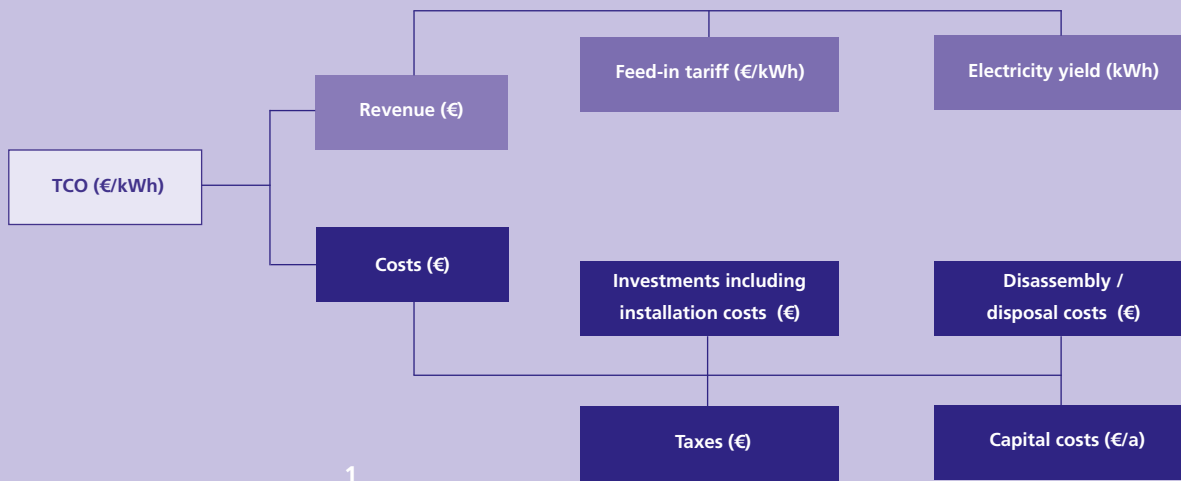 Feed-in tariff (€/kWh)
Electricity yield (kWh)
Revenue (€)
TCO (€/kWh)
Costs (€)
Investments including
installation costs (€)
Disassembly /
disposal costs (€)
Taxes (€)
Capital costs (€/a)
1